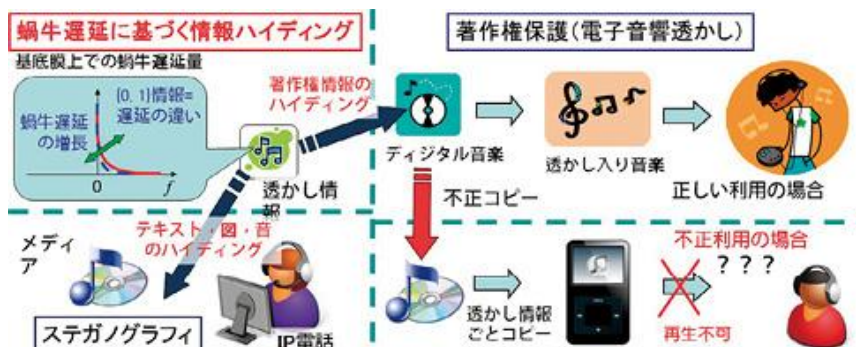 蝸牛遅延に基づく情報ハイディング
基底膜上での蝸牛遅延量
{0, 1}情報=
遅延の違い
蝸牛遅延
の増長
0
f
透かし情
報
著作権情報の
ハイディング
テキスト・図・音
のハイディング
メディ
ア
ステガノグラフィ
IP電話
著作権保護(電子音響透かし)
ディジタル音楽
透かし入り音楽
正しい利用の場合
不正コピー
透かし情報
ごとコピー
不正利用の場合
? ? ?
再生不可